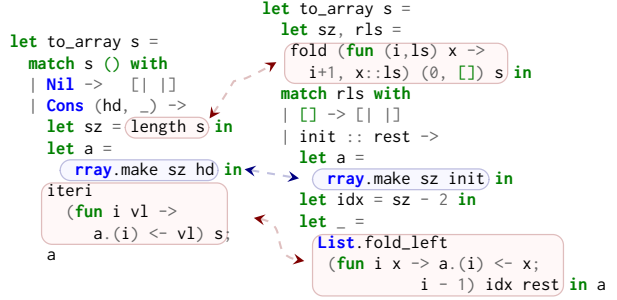 let to_array s =
  match s () with
  | Nil -> [| |]
  | Cons (hd, _) ->
    let sz = length s in
    let a =
      rray.make sz hd in
    iteri
      (fun i vl ->
        a.(i) <- vl) s;
    a
let to_array s =
  let sz, rls =
  fold (fun (i,ls) x ->
    i+1, x::ls) (0, []) s in
  match rls with
  | [] -> [| |]
  | init :: rest ->
    let a =
      rray.make sz init in
    let idx = sz - 2 in
    let _ =
      List.fold_left
       (fun i x -> a.(i) <- x;
                i - 1) idx rest in a